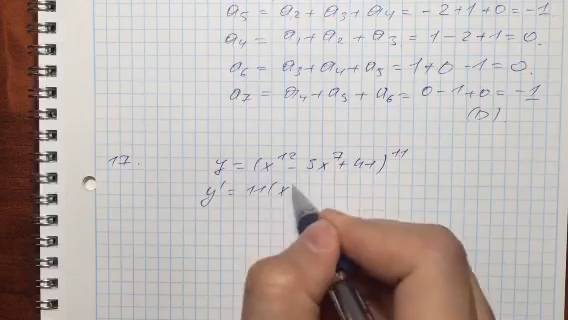 a₅ = a₂ + a₃ + a₄ = - 2 + 1 + 0 = - 1
a₄ = a₁ + a₂ + a₃ = 1 - 2 + 1 = 0.
a₆ = a₃ + a₄ + a₅ = 1 + 0 - 1 = 0.
a₇ = a₄ + a₅ + a₆ = 0 - 1 + 0 = - 1
(D).
17. y = (x¹² - 5x⁷ + 41)¹¹
y' = 11(x